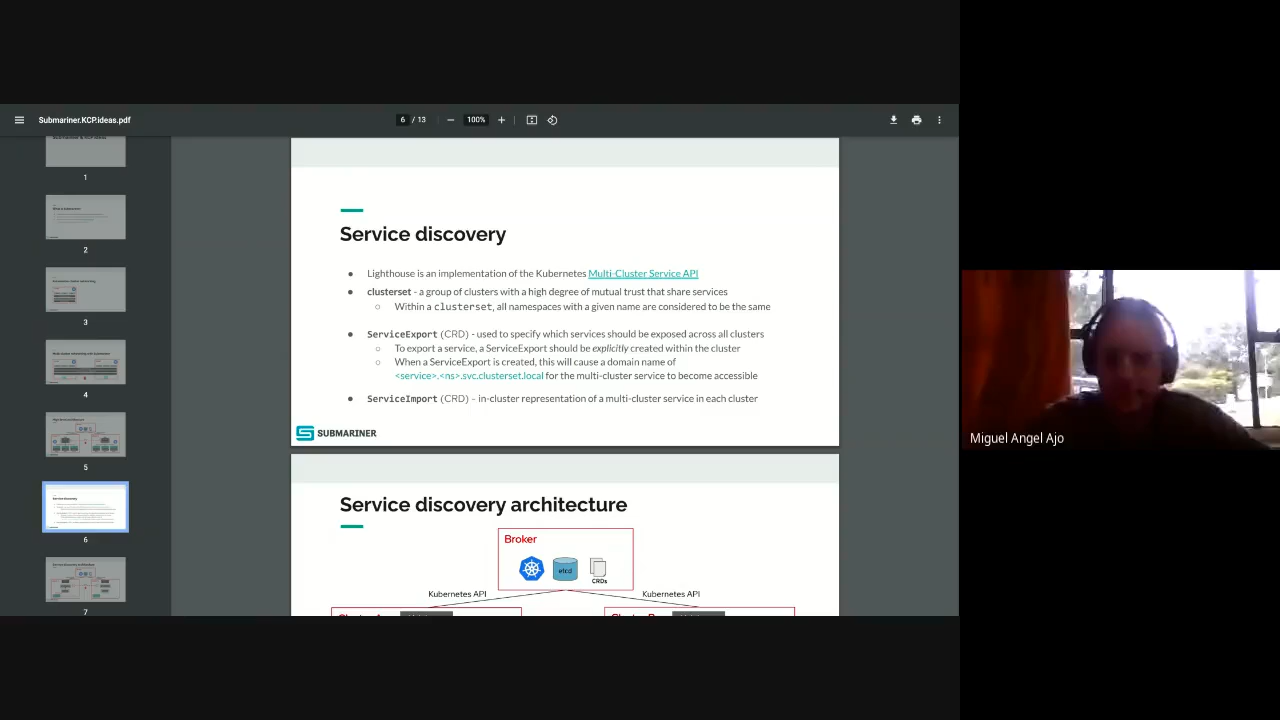 Submariner.KCP.ideas.pdf
6 / 13
100%
1
2
3
4
5
6
7
Service discovery
● Lighthouse is an implementation of the Kubernetes Multi-Cluster Service API
● clusterset - a group of clusters with a high degree of mutual trust that share services
○ Within a clusterset, all namespaces with a given name are considered to be the same
● ServiceExport (CRD) - used to specify which services should be exposed across all clusters
○ To export a service, a ServiceExport should be explicitly created within the cluster
○ When a ServiceExport is created, this will cause a domain name of
<service>.<ns>.svc.clusterset.local for the multi-cluster service to become accessible
● ServiceImport (CRD) - in-cluster representation of a multi-cluster service in each cluster
SUBMARINER
Service discovery architecture
Broker
etcd
CRDs
Kubernetes API
Kubernetes API
Miguel Angel Ajo